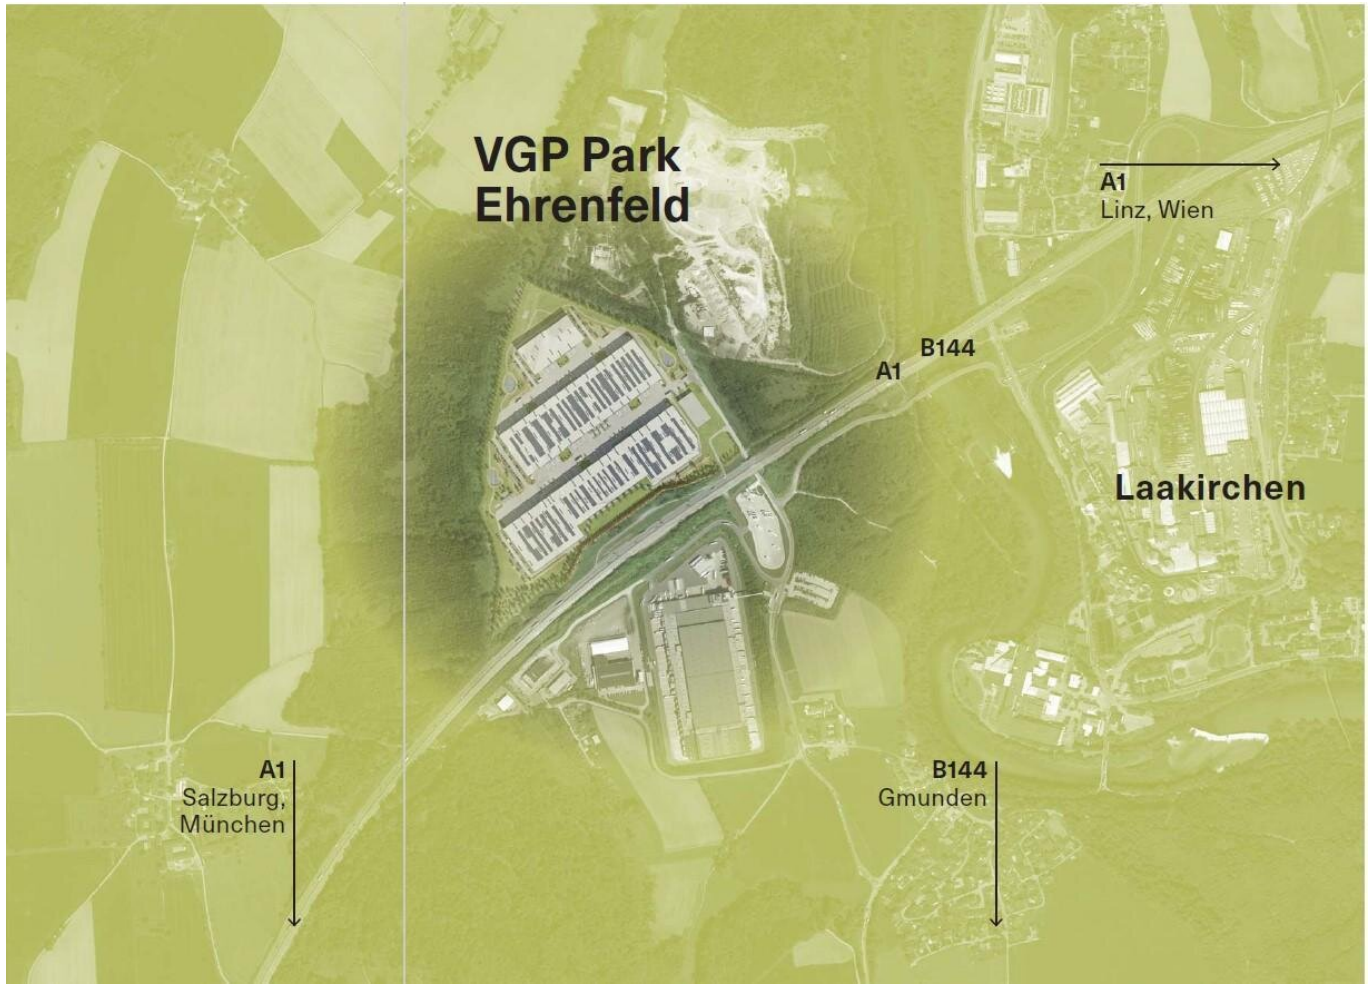 VGP Park
Ehrenfeld
A1
Linz, Wien
B144
A1
Laakirchen
A1
Salzburg,
München
B144
Gmunden